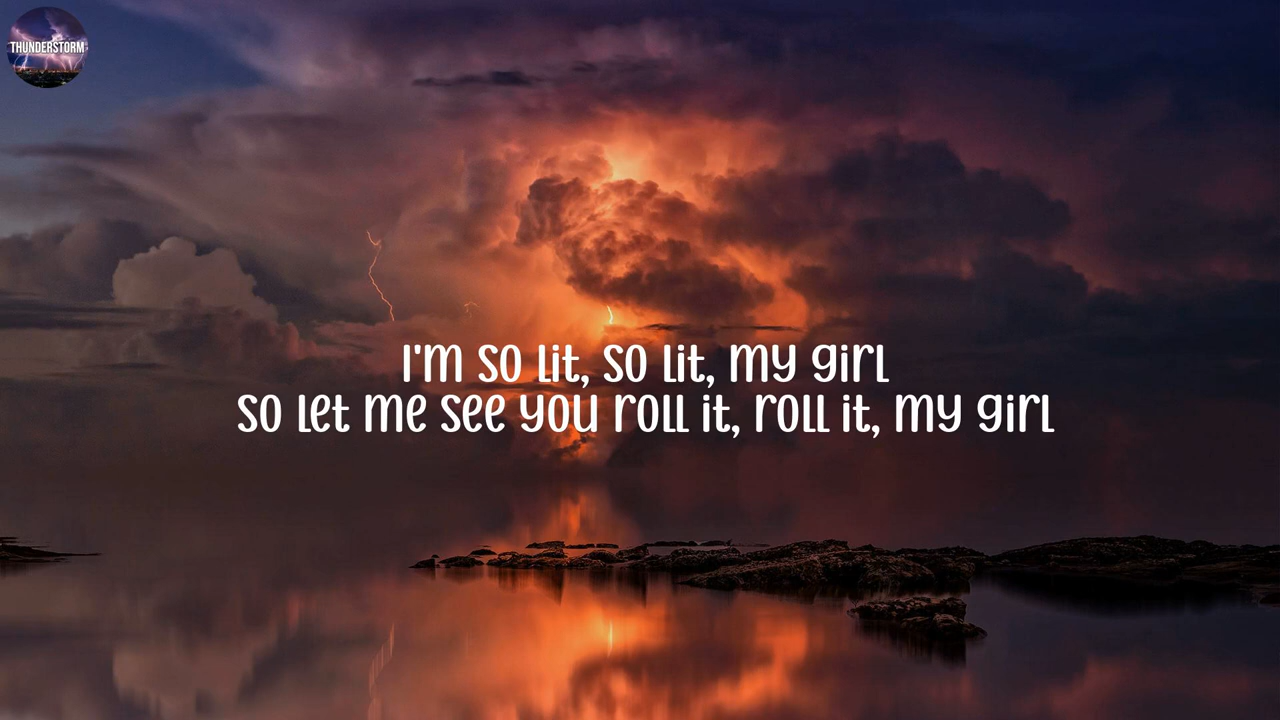 THUNDERSTORM
I'm so lit, so lit, my girl
So let me see you roll it, roll it, my girl